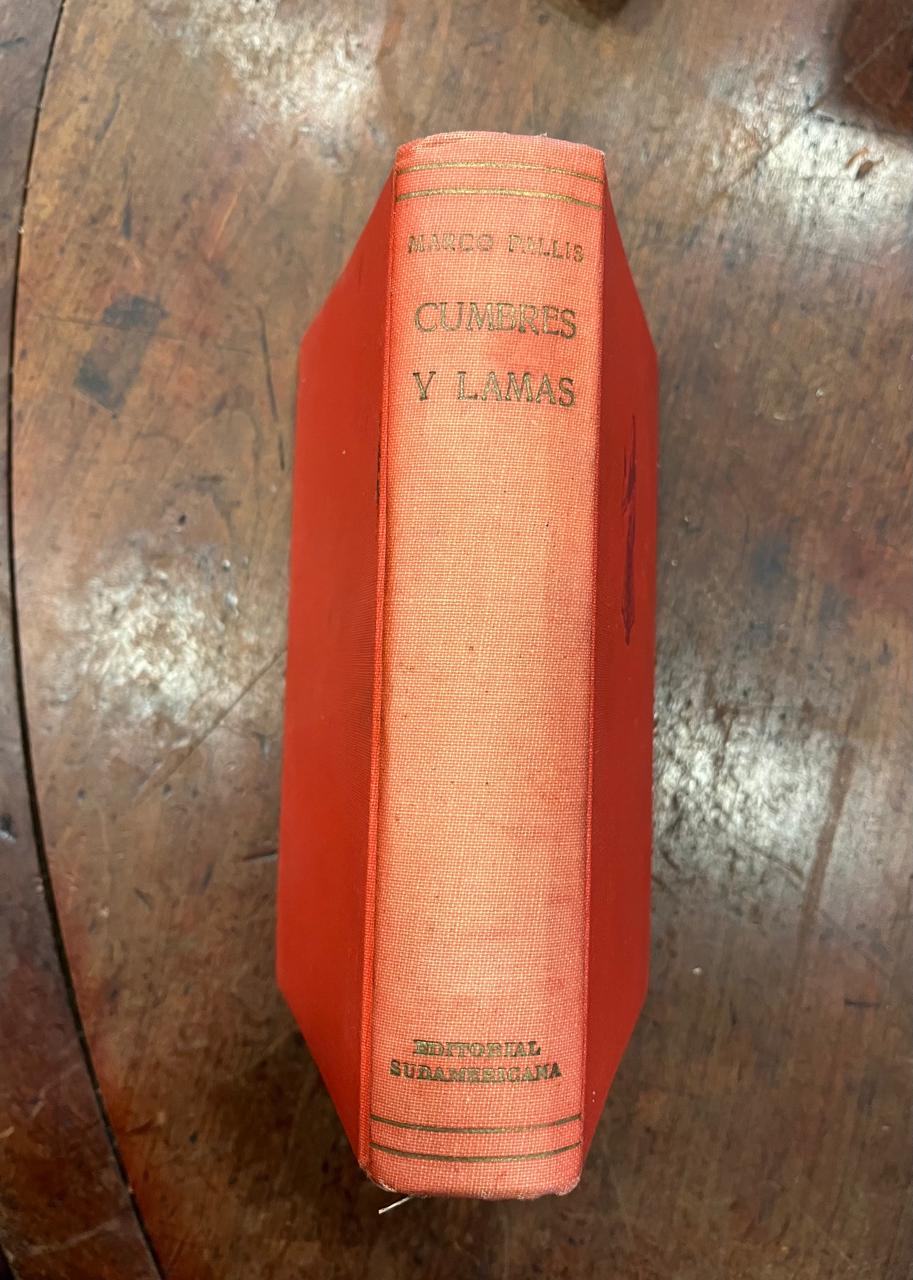 MARCO PALLIS
CUMBRES
Y LAMAS
EDITORIAL
SUDAMERICANA